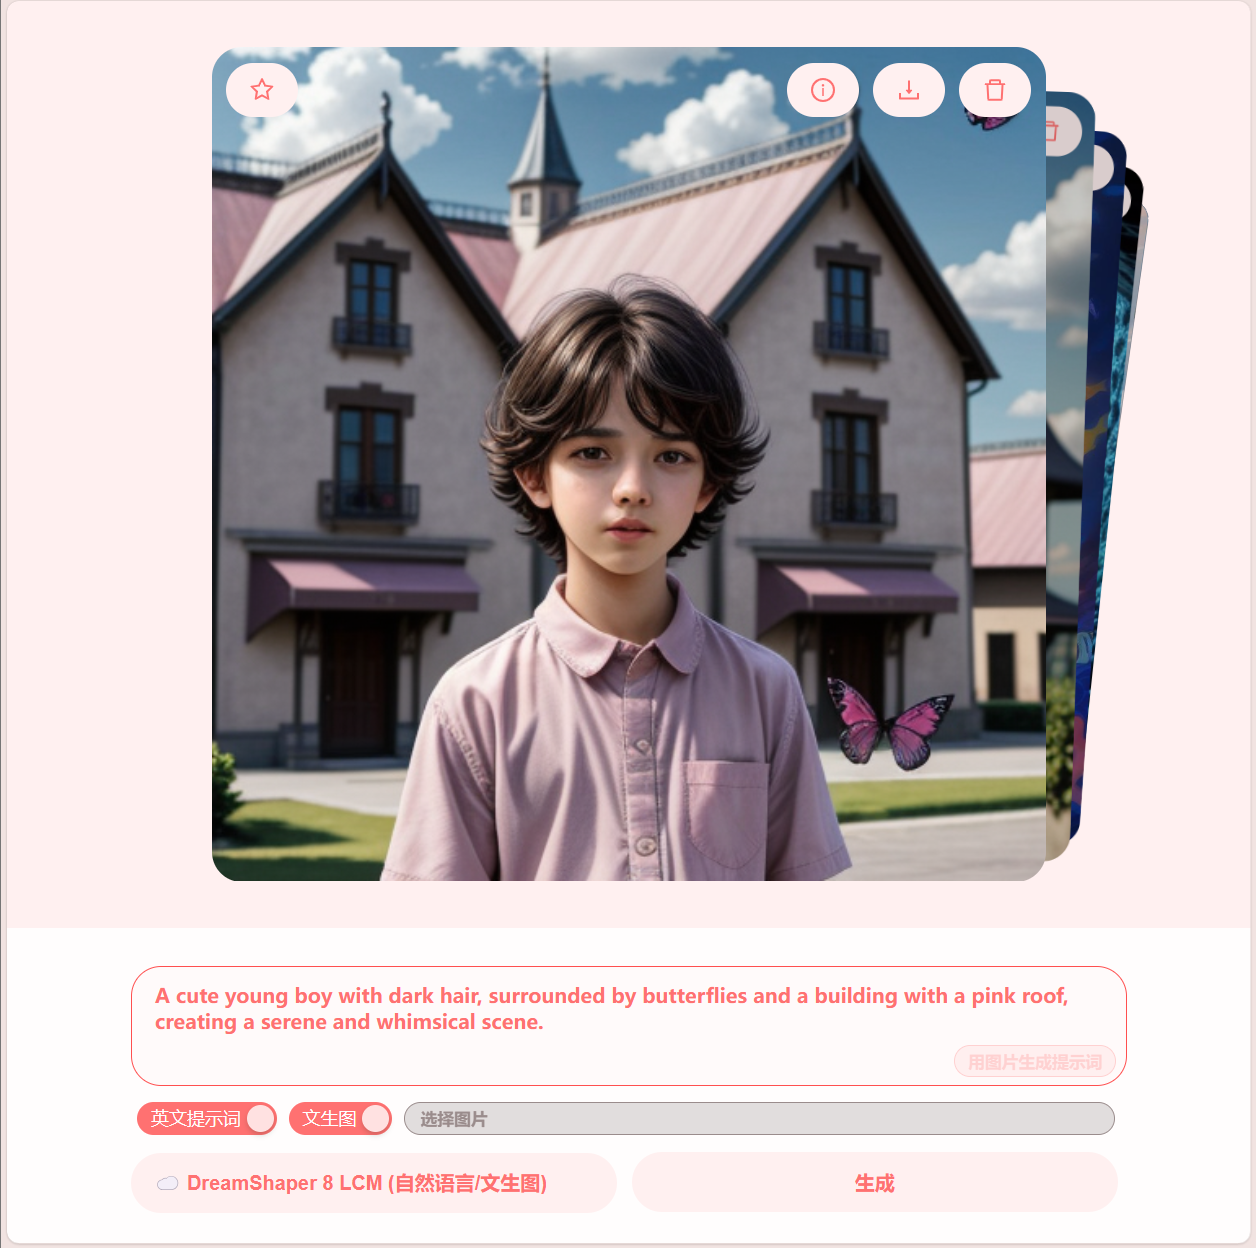 A cute young boy with dark hair, surrounded by butterflies and a building with a pink roof,
creating a serene and whimsical scene.
用图片生成提示词
英文提示词
文生图
选择图片
DreamShaper 8 LCM (自然语言/文生图)
生成